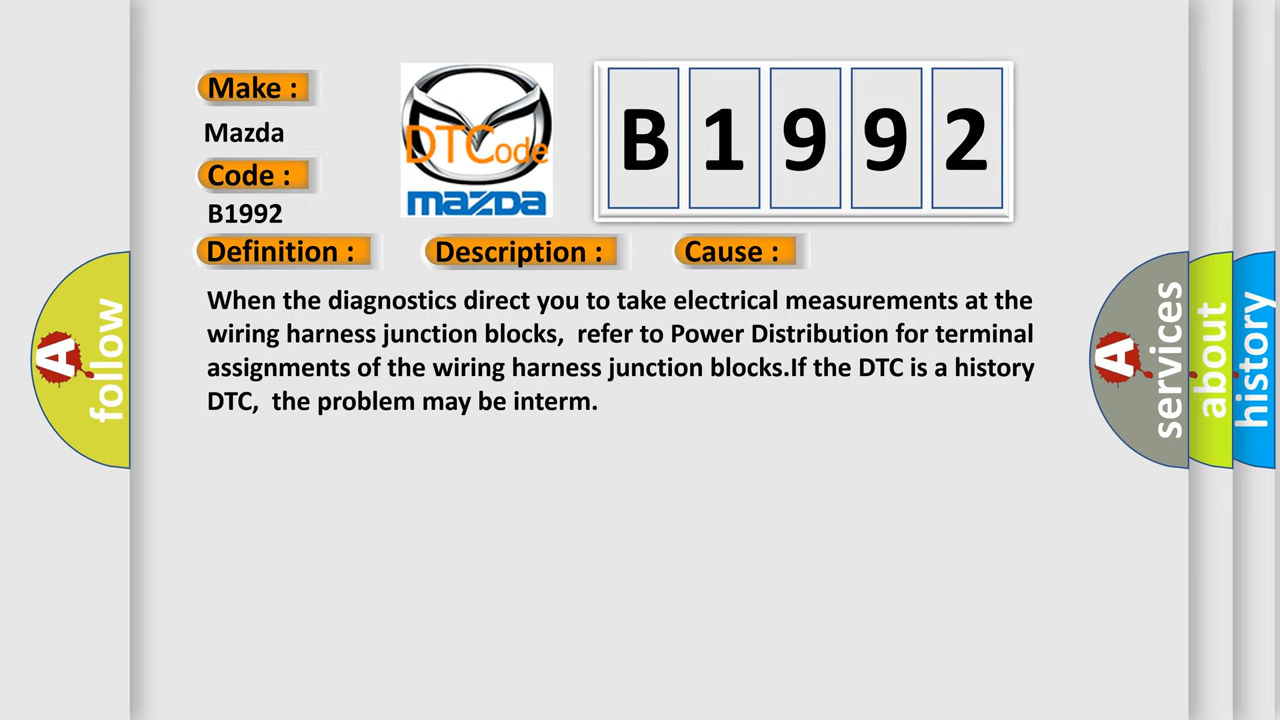 Make :
Mazda
Code :
B1992
DTCode
mazda
B 1 9 9 2
Definition :
Description :
Cause :
When the diagnostics direct you to take electrical measurements at the
wiring harness junction blocks,  refer to Power Distribution for terminal
assignments of the wiring harness junction blocksIf the DTC is a history
DTC,  the problem may be interm.
A follow
A services
about
history